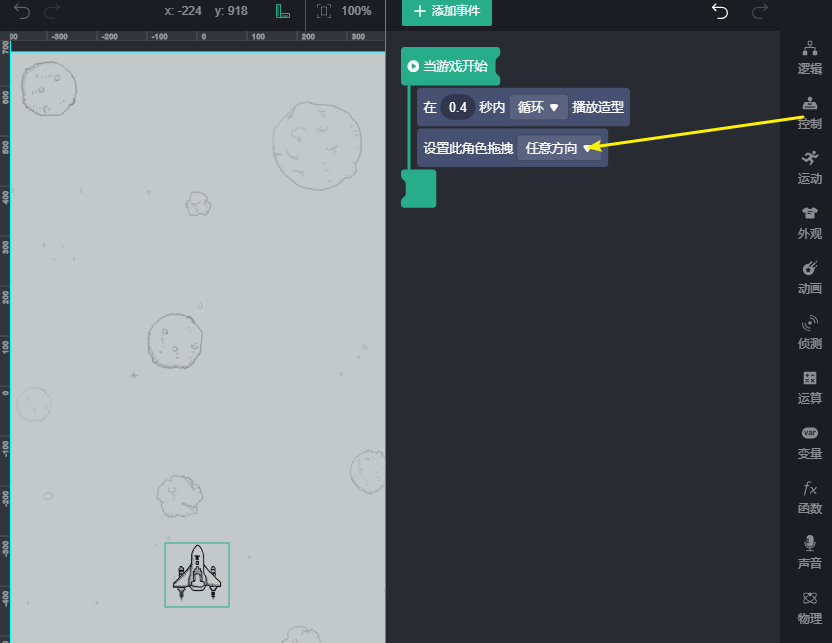 x: -224 y: 918 100% 添加事件
-300 -200 -100 0 100 200 300
700
600
500
400
300
200
100
0
-100
-200
-300
-400
当游戏开始
在 0.4 秒内 循环 播放造型
设置此角色拖拽 任意方向
逻辑
控制
运动
外观
动画
侦测
运算
var
变量
fx
函数
声音
物理